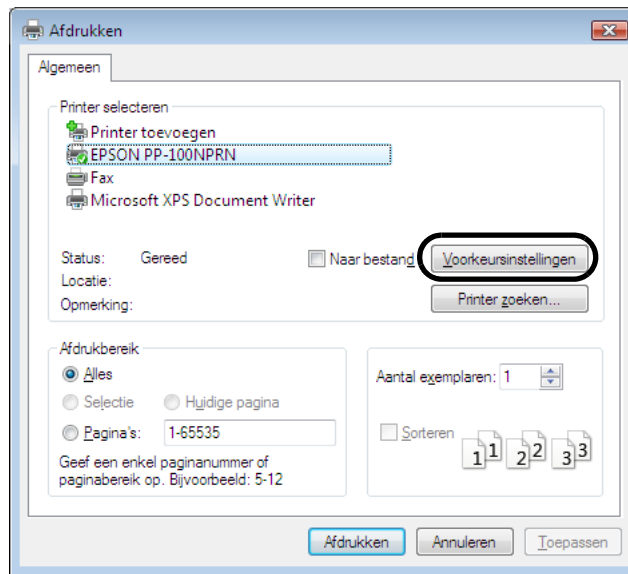 Afdrukken
Algemeen
Printer selecteren
Printer toevoegen
EPSON PP-100NPRN
Fax
Microsoft XPS Document Writer
Status: Gereed
Naar bestand
Voorkeursinstellingen
Locatie:
Opmerking:
Printer zoeken...
Afdrukbereik
Alles
Selectie
Huidige pagina
Pagina's: 1-65535
Geef een enkel paginanummer of
paginabereik op. Bijvoorbeeld: 5-12
Aantal exemplaren: 1
Sorteren
1 1 2 2 3 3
Afdrukken
Annuleren
Toepassen